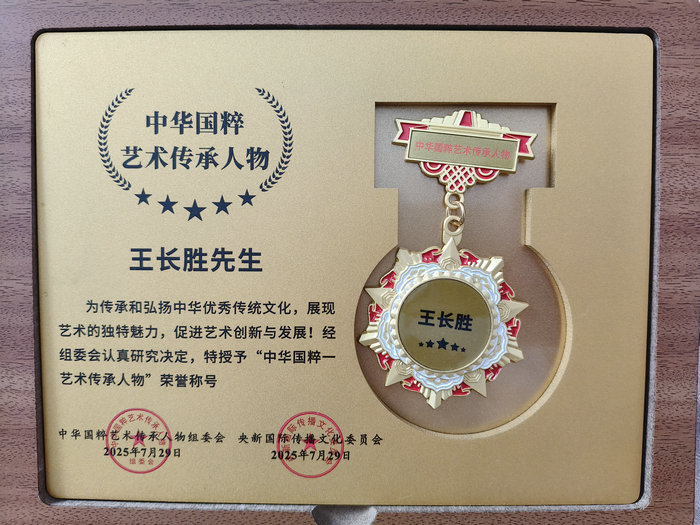 中华国粹
艺术传承人物
王长胜先生
为传承和弘扬中华优秀传统文化，展现
艺术的独特魅力，促进艺术创新与发展！经
组委会认真研究决定，特授予“中华国粹—
艺术传承人物”荣誉称号
中华国粹艺术传承人物组委会
2025年7月29日
央新国际传播文化委员会
2025年7月29日
组委会
中华国粹艺术传承人物
王长胜